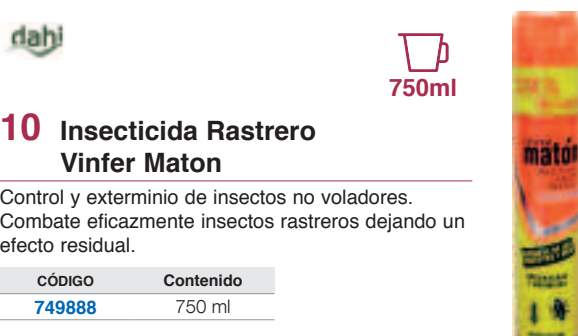 dahi
750ml
10 Insecticida Rastrero
Vinfer Maton
Control y exterminio de insectos no voladores.
Combate eficazmente insectos rastreros dejando un
efecto residual.
CÓDIGO Contenido
749888 750 ml
matón